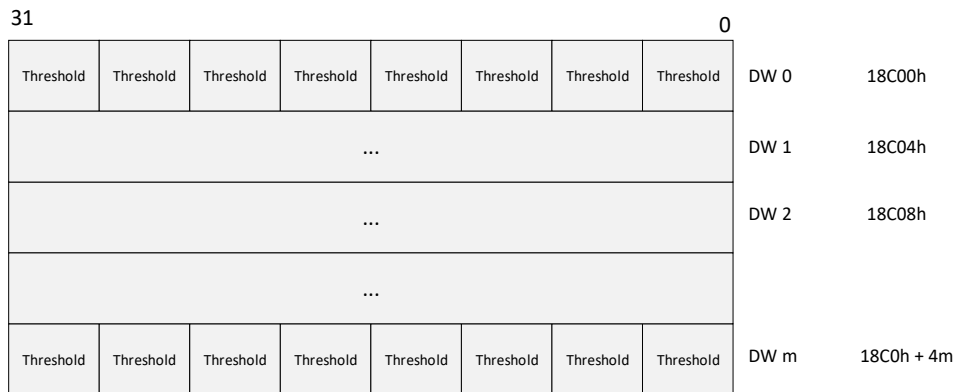 31 0
Threshold Threshold Threshold Threshold Threshold Threshold Threshold Threshold DW 0 18C00h
... DW 1 18C04h
... DW 2 18C08h
...
Threshold Threshold Threshold Threshold Threshold Threshold Threshold Threshold DW m 18C0h + 4m